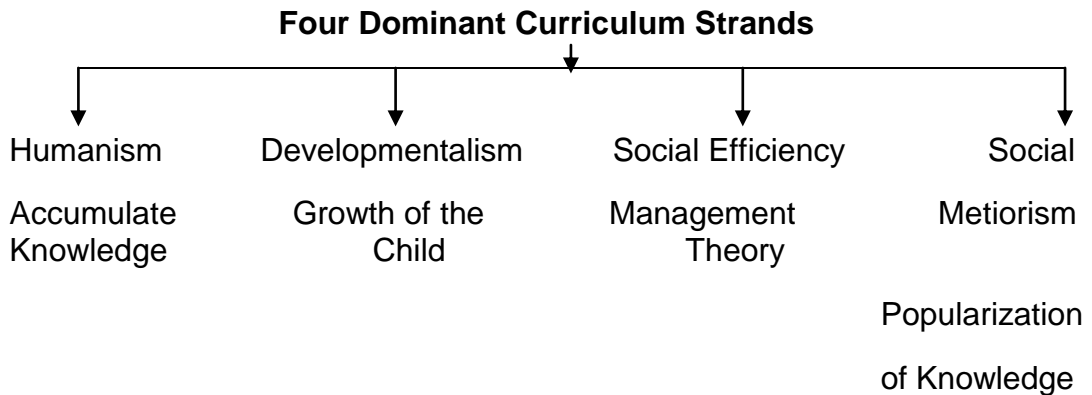 Four Dominant Curriculum Strands
Humanism
Accumulate
Knowledge
Developmentalism
Growth of the
Child
Social Efficiency
Management
Theory
Social
Metiorism
Popularization
of Knowledge